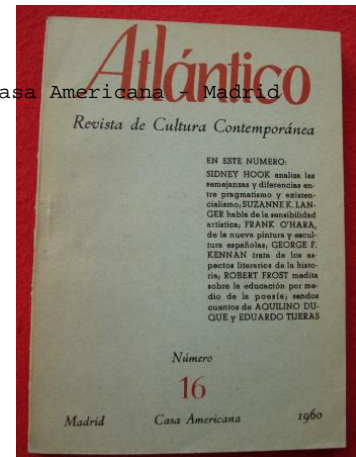 Atlántico
asa Americana - Madrid
Revista de Cultura Contemporánea
EN ESTE NUMERO:
SIDNEY HOOK analiza las
semejanzas y diferencias en-
tre pragmatismo y existen-
cialismo; SUZANNE K. LAN-
GER habla de la sensibilidad
artística; FRANK O'HARA,
de la nueva pintura y escul-
tura españolas; GEORGE F.
KENNAN trata de los as-
pectos literarios de la histo-
ria; ROBERT FROST medita
sobre la educación por me-
dio de la poesía; sendos
cuentos de AQUILINO DU-
QUE y EDUARDO TIJERAS
Número
16
Madrid Casa Americana 1960